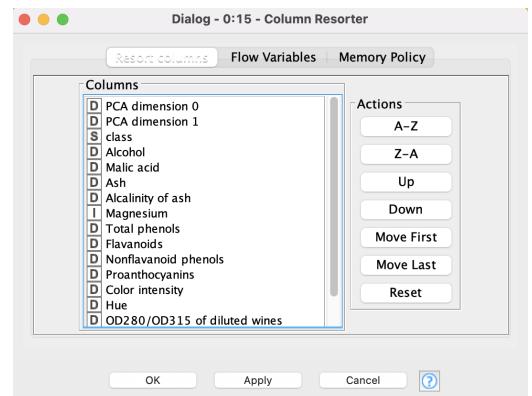 Dialog - 0:15 - Column Resorter
Resort columns Flow Variables Memory Policy
Columns
D PCA dimension 0
D PCA dimension 1
S class
D Alcohol
D Malic acid
D Ash
D Alcalinity of ash
I Magnesium
D Total phenols
D Flavanoids
D Nonflavanoid phenols
D Proanthocyanins
D Color intensity
D Hue
D OD280/OD315 of diluted wines
Actions
A-Z
Z-A
Up
Down
Move First
Move Last
Reset
OK Apply Cancel ?